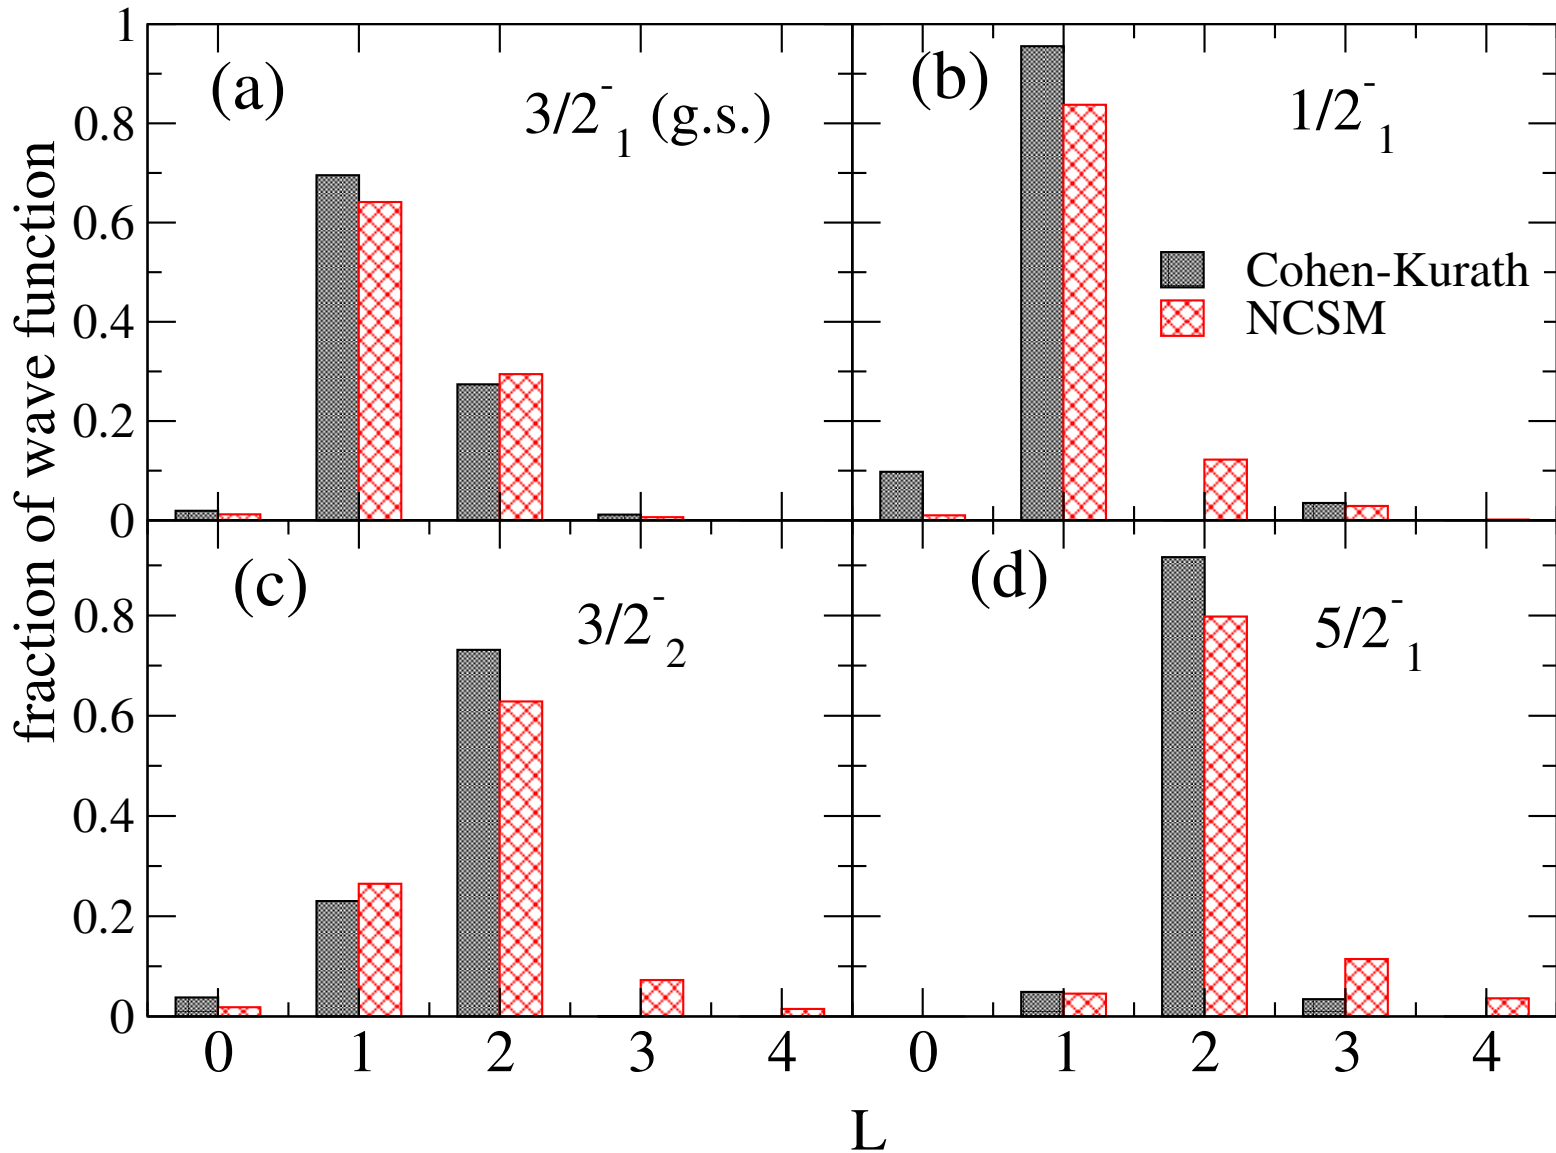 fraction of wave function
1
0.8
0.6
0.4
0.2
0
(a)
3/2⁻₁ (g.s.)
(b)
1/2⁻₁
Cohen-Kurath
NCSM
0.8
0.6
0.4
0.2
0
(c)
3/2⁻₂
(d)
5/2⁻₁
0 1 2 3 4 0 1 2 3 4
L